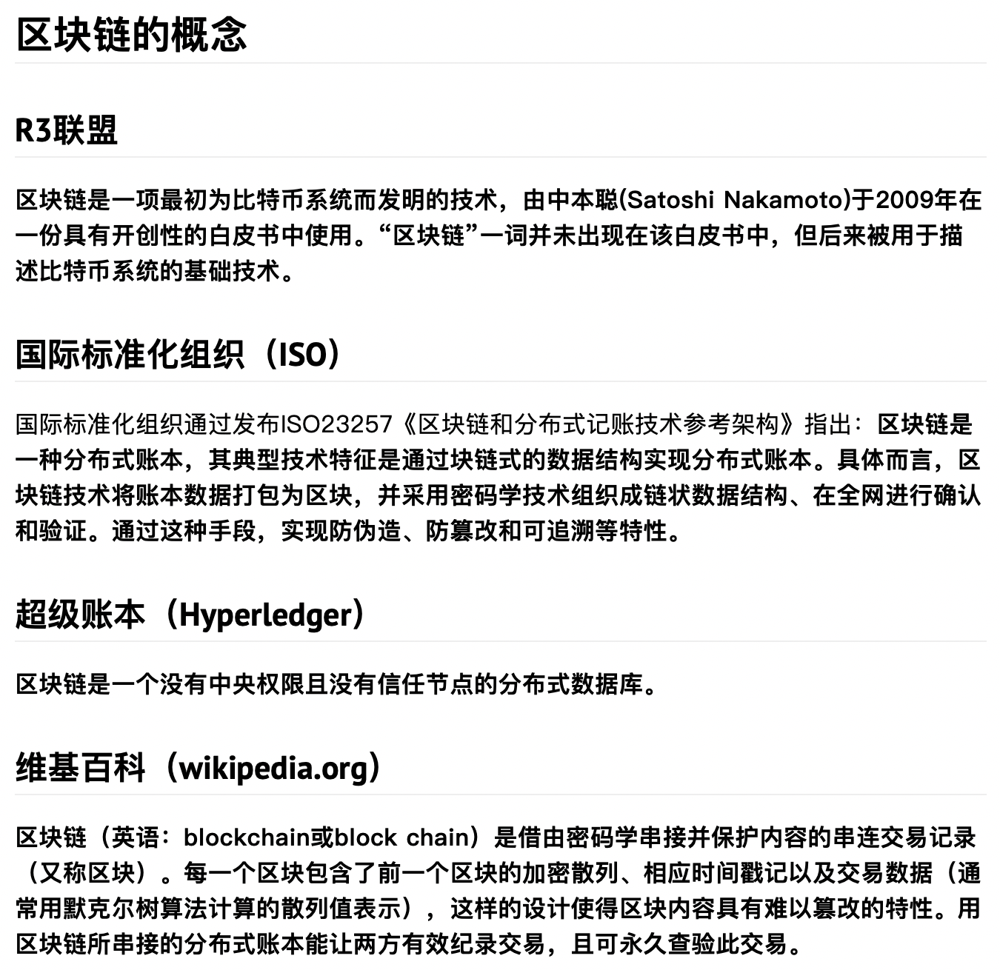 区块链的概念
R3联盟
区块链是一项最初为比特币系统而发明的技术，由中本聪(Satoshi Nakamoto)于2009年在
一份具有开创性的白皮书中使用。“区块链”一词并未出现在该白皮书中，但后来被用于描
述比特币系统的基础技术。
国际标准化组织（ISO）
国际标准化组织通过发布ISO23257《区块链和分布式记账技术参考架构》指出：区块链是
一种分布式账本，其典型技术特征是通过块链式的数据结构实现分布式账本。具体而言，区
块链技术将账本数据打包为区块，并采用密码学技术组织成链状数据结构、在全网进行确认
和验证。通过这种手段，实现防伪造、防篡改和可追溯等特性。
超级账本（Hyperledger）
区块链是一个没有中央权限且没有信任节点的分布式数据库。
维基百科（wikipedia.org）
区块链（英语：blockchain或block chain）是借由密码学串接并保护内容的串连交易记录
（又称区块）。每一个区块包含了前一个区块的加密散列、相应时间戳记以及交易数据（通
常用默克尔树算法计算的散列值表示），这样的设计使得区块内容具有难以篡改的特性。用
区块链所串接的分布式账本能让两方有效纪录交易，且可永久查验此交易。